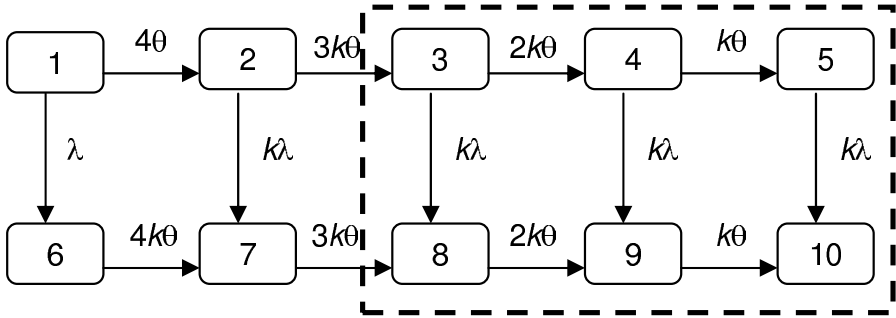 4θ 3kθ 2kθ kθ
1 2 3 4 5
λ kλ kλ kλ kλ
4kθ 3kθ 2kθ kθ
6 7 8 9 10